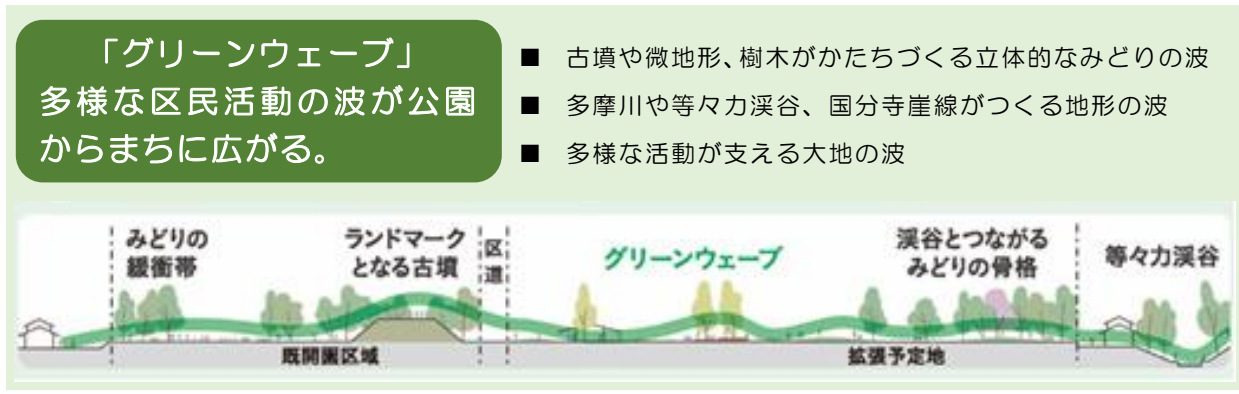 「グリーンウェーブ」
多様な区民活動の波が公園
からまちに広がる。
■ 古墳や微地形、樹木がかたちづくる立体的なみどりの波
■ 多摩川や等々力渓谷、国分寺崖線がつくる地形の波
■ 多様な活動が支える大地の波
みどりの
緩衝帯
ランドマーク
となる古墳
区道
グリーンウェーブ
渓谷とつながる
みどりの骨格
等々力渓谷
既開園区域
拡張予定地